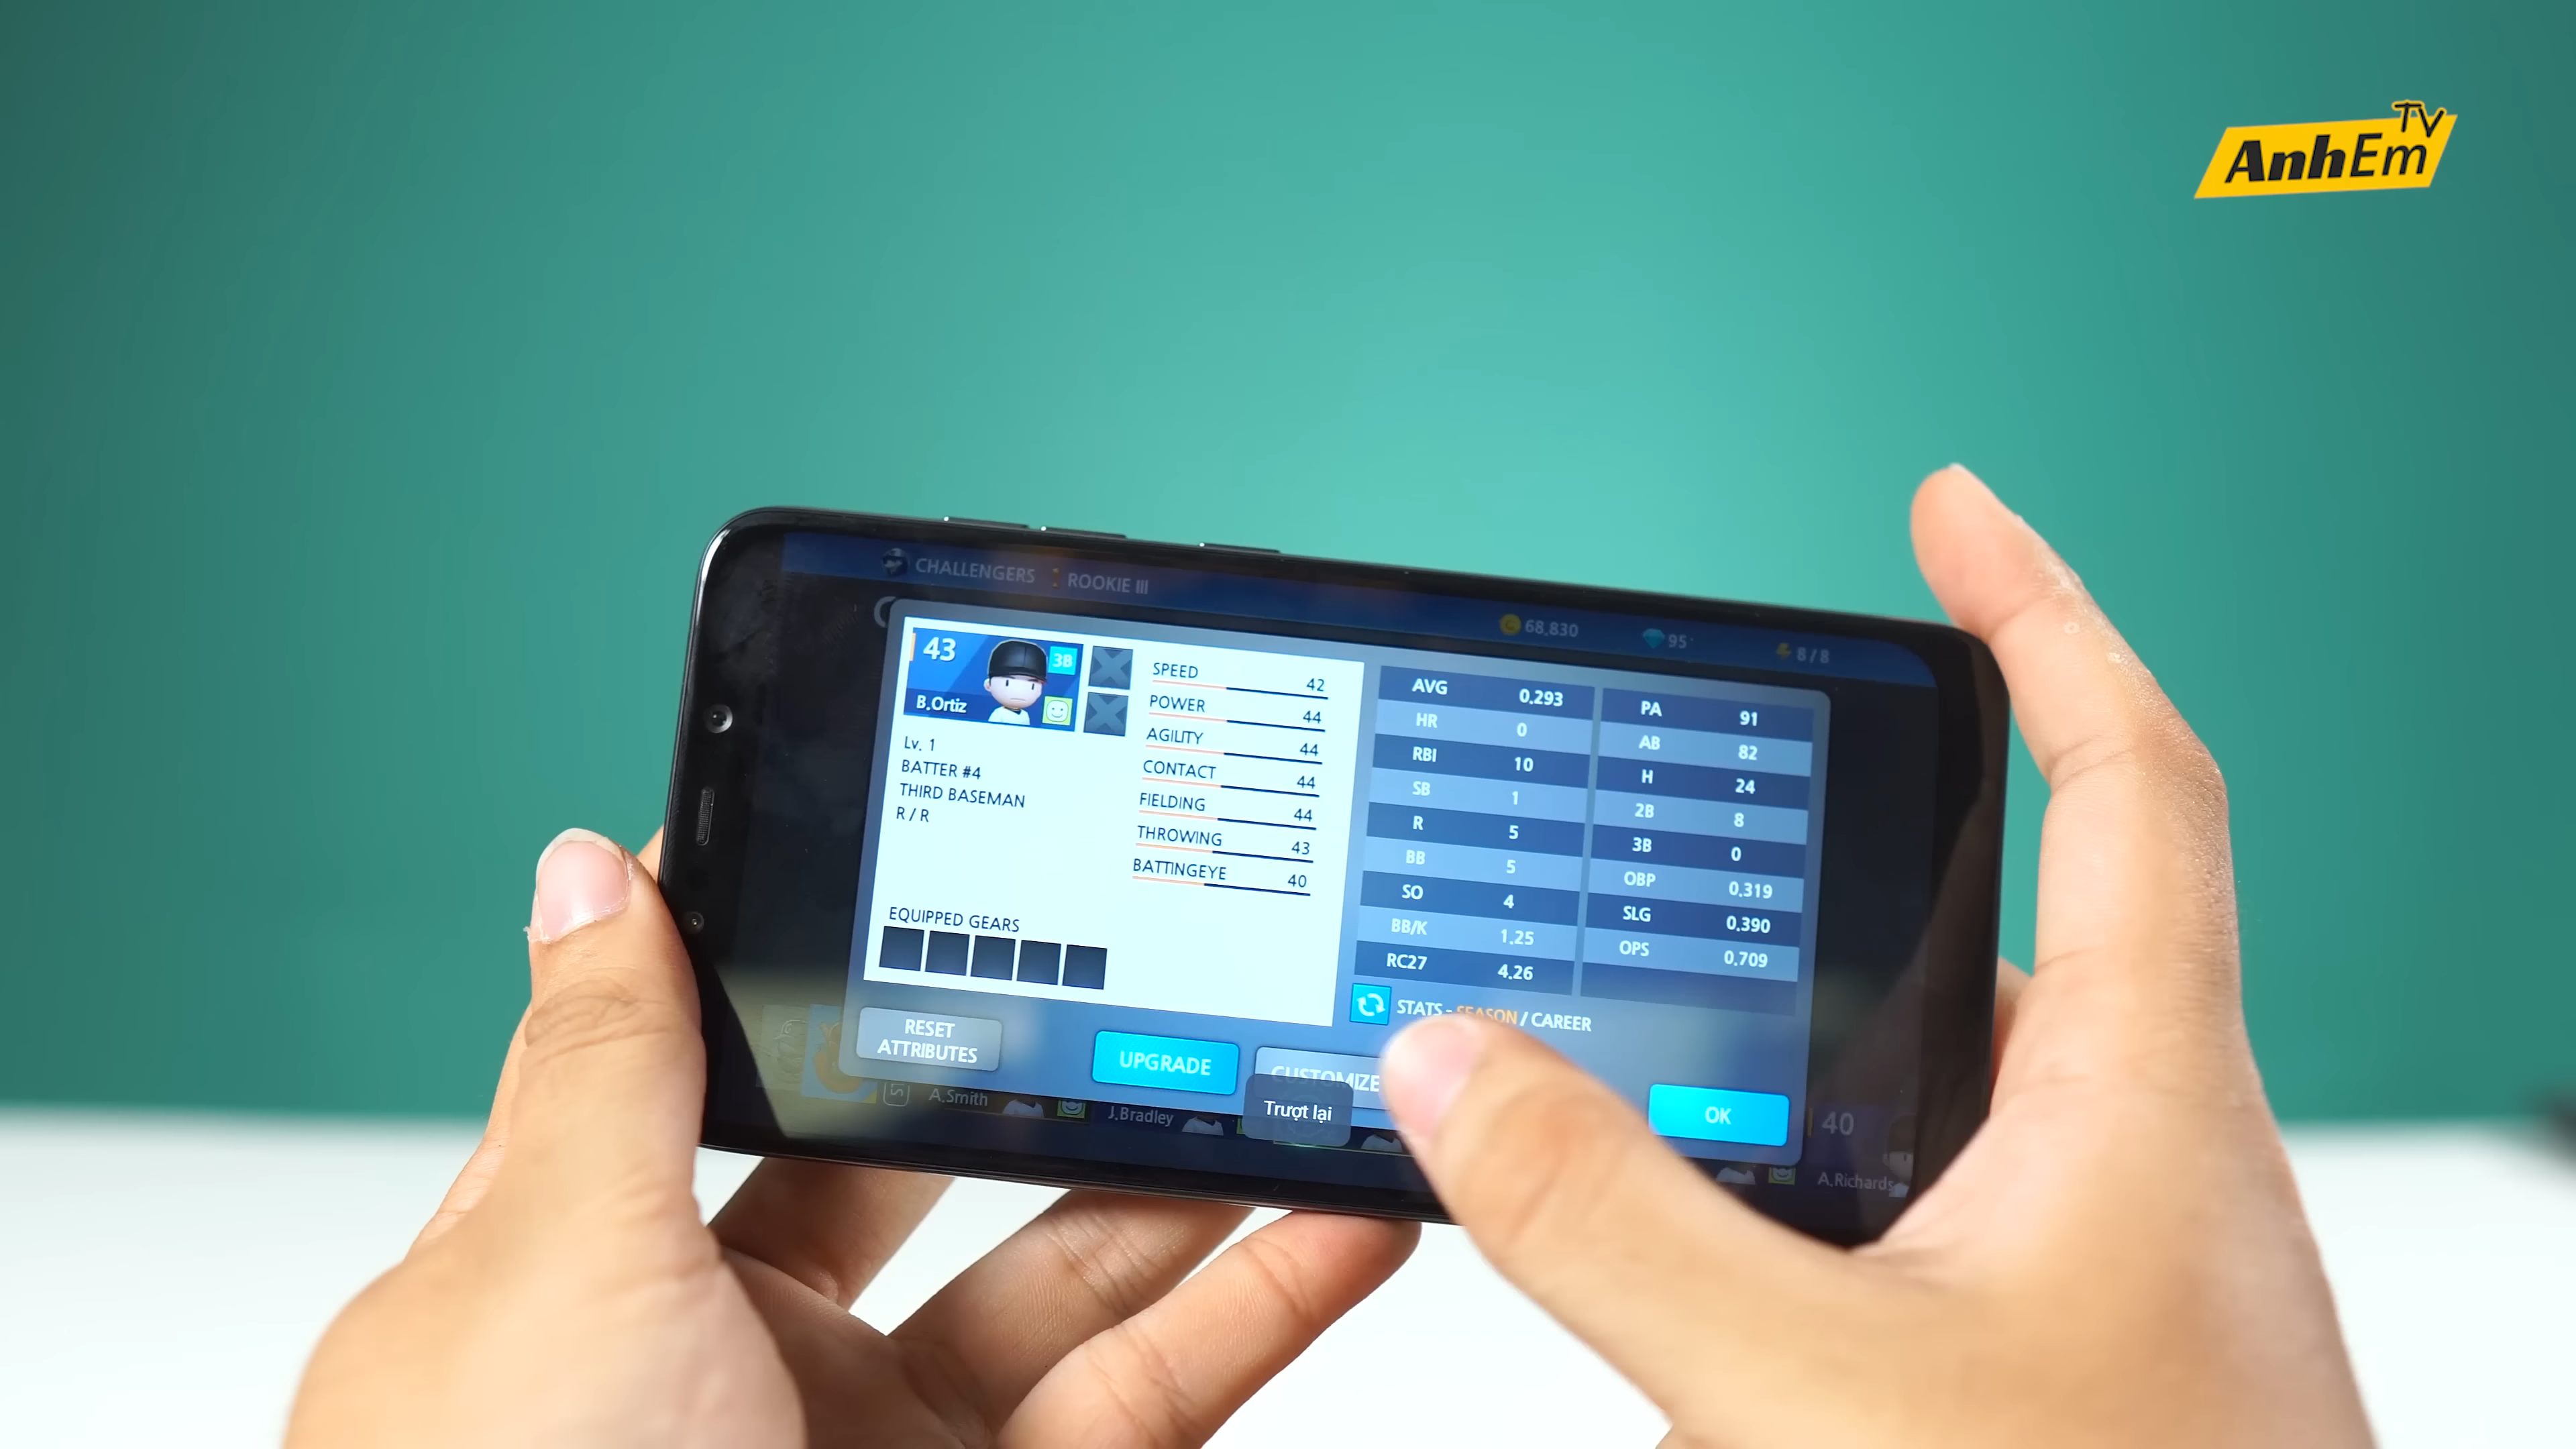 AnhEm TV
CHALLENGERS ROOKIE III
68,830
95
8/8
43
3B
B.Ortiz
Lv. 1
BATTER #4
THIRD BASEMAN
R / R
EQUIPPED GEARS
SPEED 42
POWER 44
AGILITY 44
CONTACT 44
FIELDING 44
THROWING 43
BATTINGEYE 40
AVG 0.293
HR 0
RBI 10
SB 1
R 5
BB 5
SO 4
BB/K 1.25
RC27 4.26
PA 91
AB 82
H 24
2B 8
3B 0
OBP 0.319
SLG 0.390
OPS 0.709
STATS - SEASON / CAREER
RESET
ATTRIBUTES
UPGRADE
CUSTOMIZE
OK
Trượt lại
A.Smith
J.Bradley
40
A.Richards